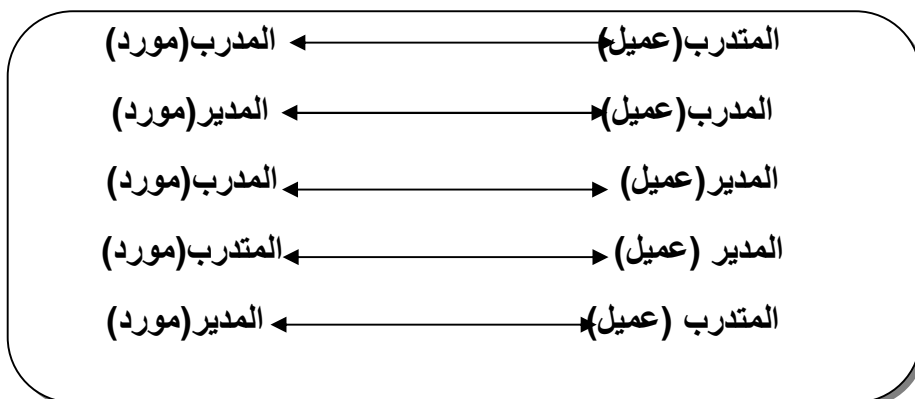 المتدرب(عميل) المدرب(مورد)
المدرب(عميل) المدير(مورد)
المدير(عميل) المدرب(مورد)
المدير (عميل) المتدرب(مورد)
المتدرب (عميل) المدير(مورد)